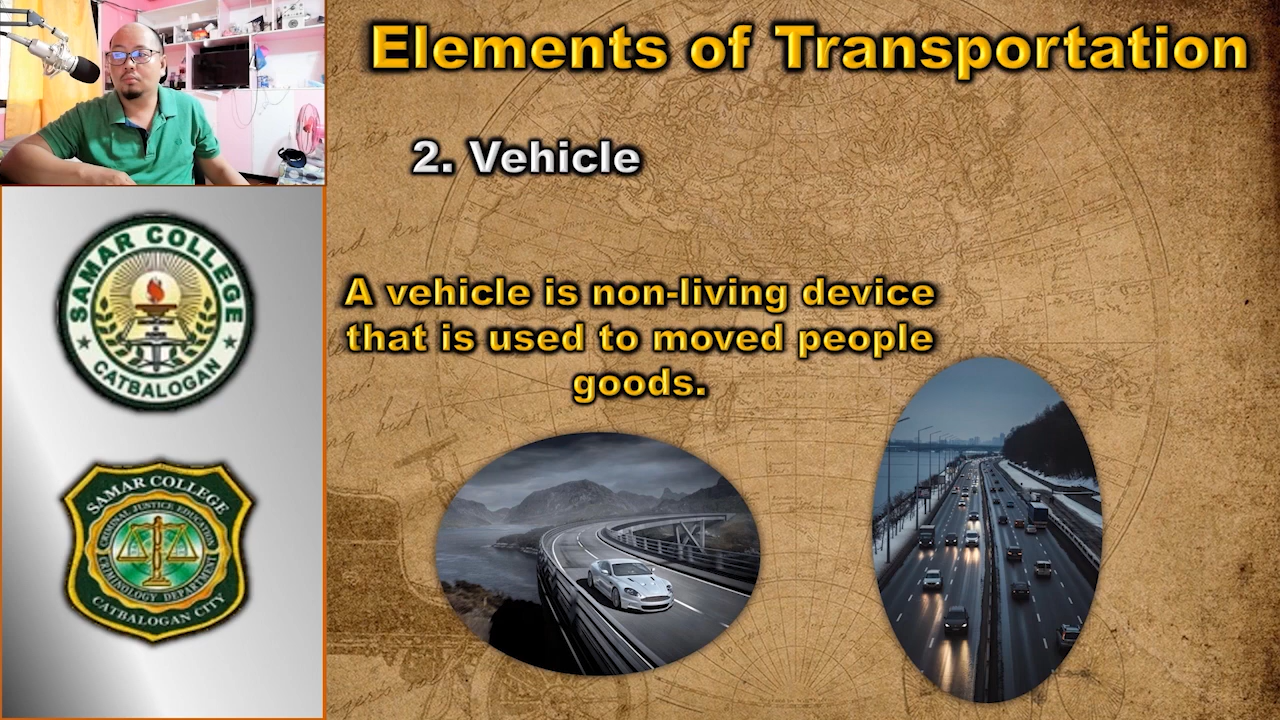 Elements of Transportation
2. Vehicle
A vehicle is non-living device
that is used to moved people
goods.
SAMAR COLLEGE
CATBALOGAN
SAMAR COLLEGE
CRIMINAL JUSTICE EDUCATION
CRIMINOLOGY DEPARTMENT
CATBALOGAN CITY